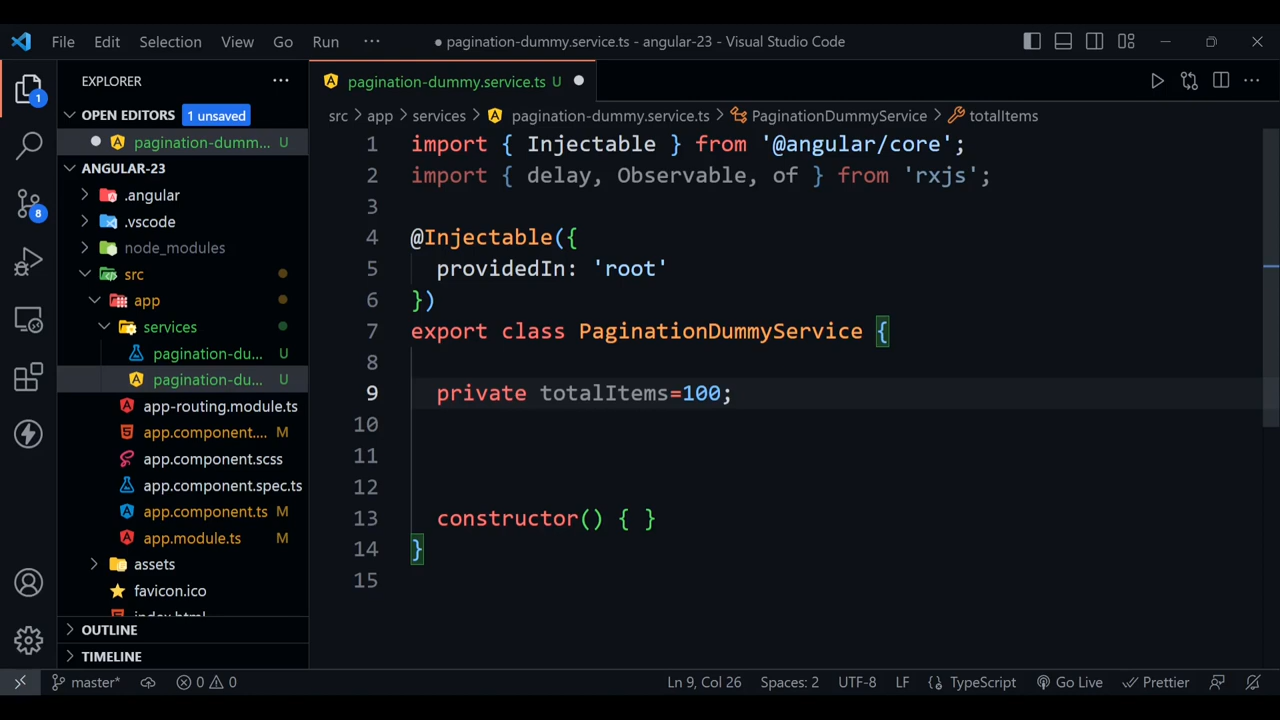 File Edit Selection View Go Run ··· ● pagination-dummy.service.ts - angular-23 - Visual Studio Code
EXPLORER ···
OPEN EDITORS 1 unsaved
pagination-dumm... U
ANGULAR-23
.angular
.vscode
node_modules
src
app
services
pagination-du... U
pagination-du... U
app-routing.module.ts
app.component.... M
app.component.scss
app.component.spec.ts
app.component.ts M
app.module.ts M
assets
favicon.ico
index.html
OUTLINE
TIMELINE
1
8
pagination-dummy.service.ts U
src > app > services > pagination-dummy.service.ts > PaginationDummyService > totalItems
1 import { Injectable } from '@angular/core';
2 import { delay, Observable, of } from 'rxjs';
3
4 @Injectable({
5 providedIn: 'root'
6 })
7 export class PaginationDummyService {
8
9 private totalItems=100;
10
11
12
13 constructor() { }
14 }
15
master* 0 0 Ln 9, Col 26 Spaces: 2 UTF-8 LF {} TypeScript Go Live Prettier